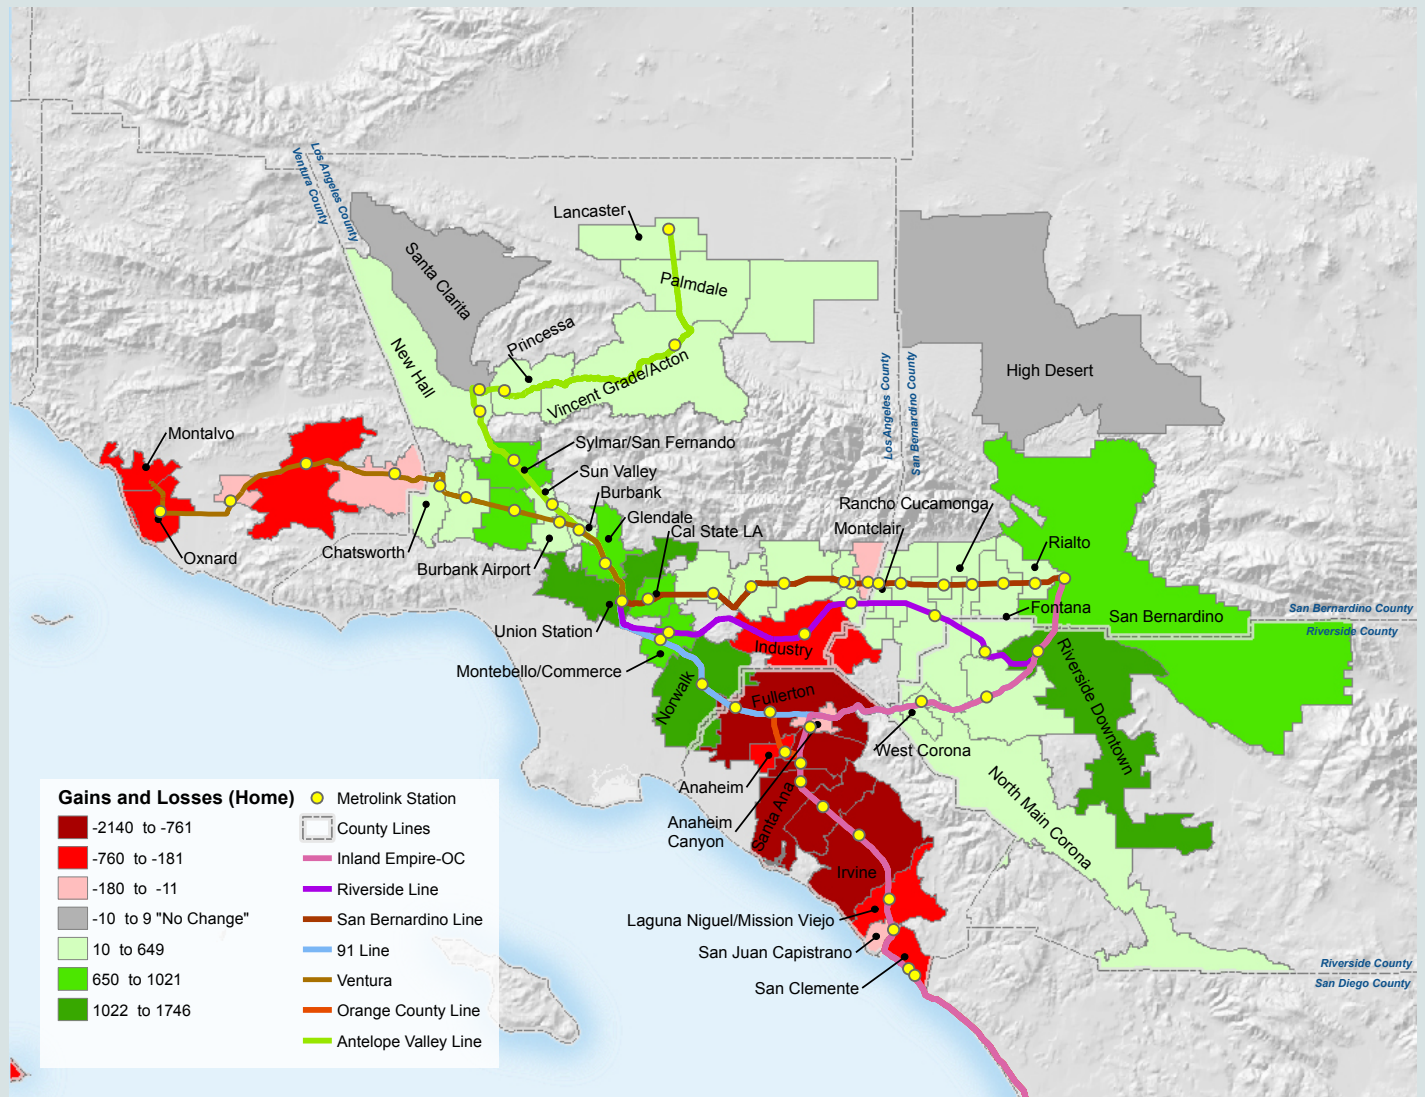 Los Angeles County
Ventura County
Lancaster
Santa Clarita
Palmdale
Princessa
New Hall
Vincent Grade/Acton
Los Angeles County
San Bernardino County
High Desert
Montalvo
Sylmar/San Fernando
Sun Valley
Burbank
Rancho Cucamonga
Glendale
Cal State LA
Montclair
Rialto
Chatsworth
Oxnard
Burbank Airport
Fontana
San Bernardino
San Bernardino County
Riverside County
Union Station
Industry
Montebello/Commerce
Norwalk
Fullerton
Riverside Downtown
West Corona
Anaheim
North Main Corona
Anaheim
Canyon
Santa Ana
Irvine
Laguna Niguel/Mission Viejo
San Juan Capistrano
San Clemente
Riverside County
San Diego County
Gains and Losses (Home)
-2140 to -761
-760 to -181
-180 to -11
-10 to 9 "No Change"
10 to 649
650 to 1021
1022 to 1746
Metrolink Station
County Lines
Inland Empire-OC
Riverside Line
San Bernardino Line
91 Line
Ventura
Orange County Line
Antelope Valley Line